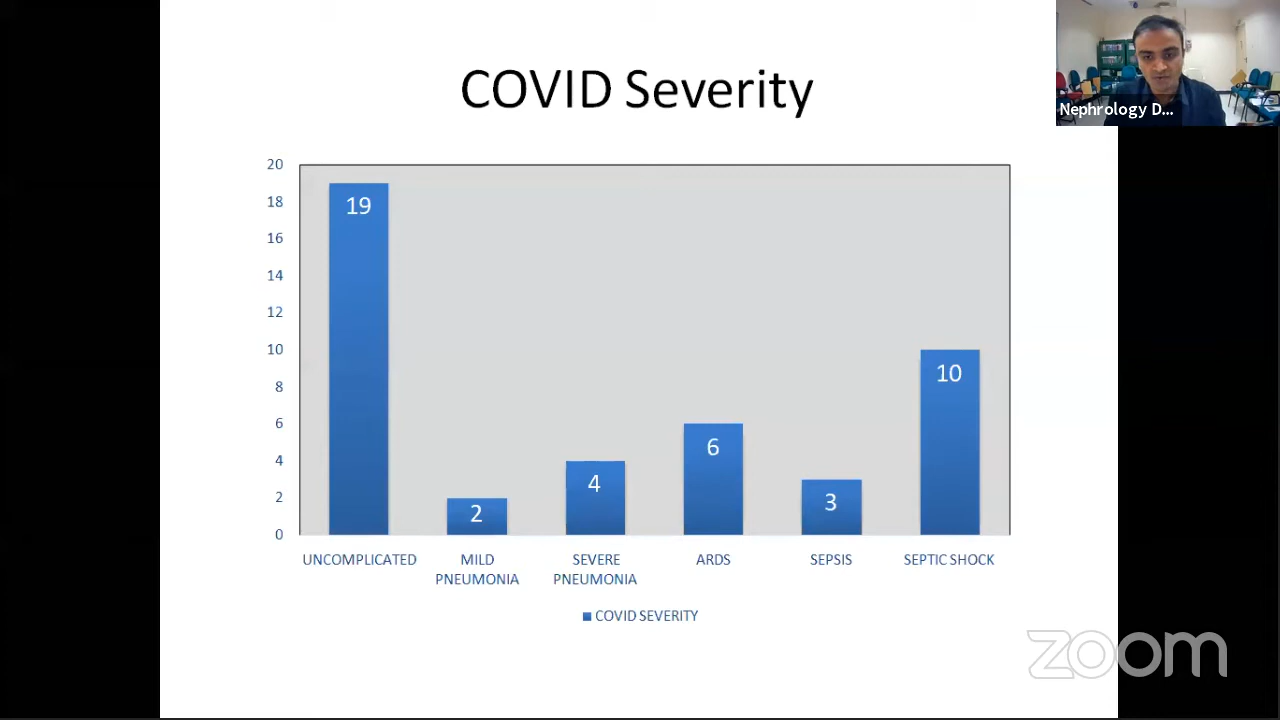 COVID Severity
Nephrology D...
20
18
16
14
12
10
8
6
4
2
0
19
2
4
6
3
10
UNCOMPLICATED
MILD
PNEUMONIA
SEVERE
PNEUMONIA
ARDS
SEPSIS
SEPTIC SHOCK
COVID SEVERITY
zoom